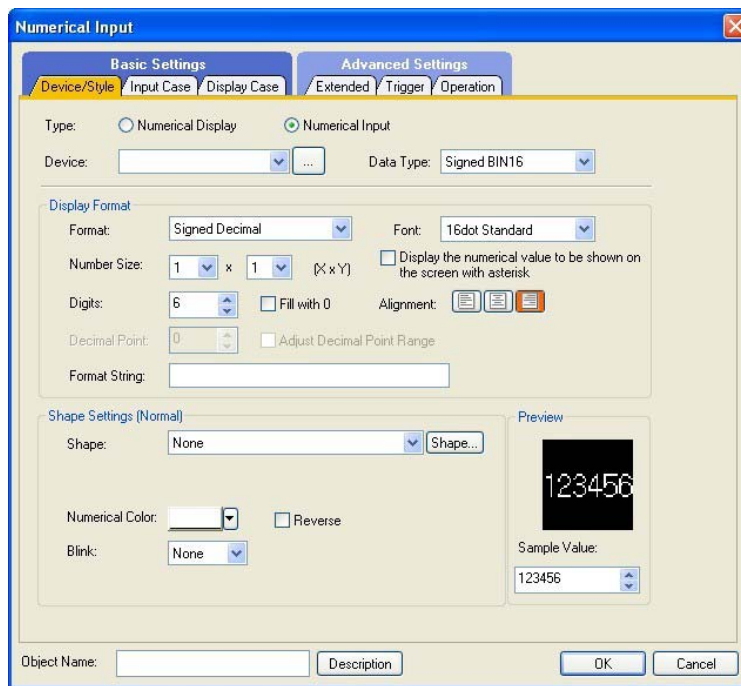 Numerical Input
Basic Settings
Advanced Settings
Device/Style
Input Case
Display Case
Extended
Trigger
Operation
Type:
Numerical Display
Numerical Input
Device:
...
Data Type:
Signed BIN16
Display Format
Format:
Signed Decimal
Font:
16dot Standard
Number Size:
1 x 1 (X x Y)
Display the numerical value to be shown on
the screen with asterisk
Digits:
6
Fill with 0
Alignment:
Decimal Point:
0
Adjust Decimal Point Range
Format String:
Shape Settings (Normal)
Shape:
None
Shape...
Numerical Color:
Reverse
Blink:
None
Preview
123456
Sample Value:
123456
Object Name:
Description
OK
Cancel